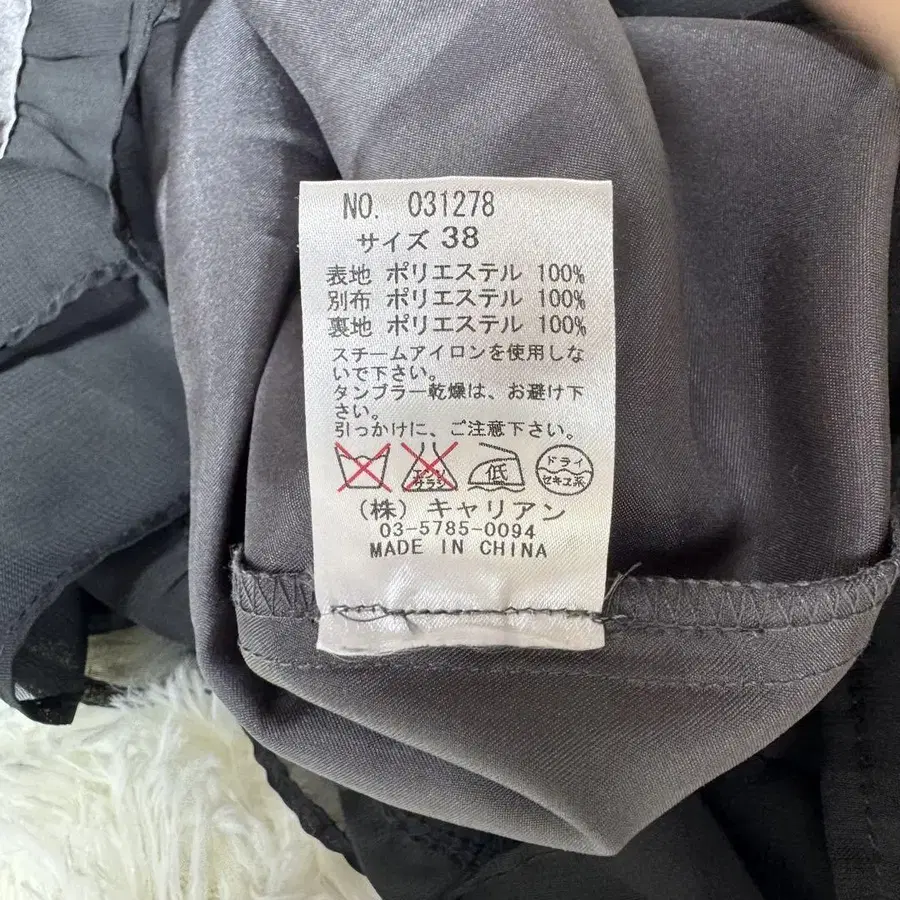 NO. 031278
サイズ 38
表地 ポリエステル 100%
別布 ポリエステル 100%
裏地 ポリエステル 100%
スチームアイロンを使用しな
いで下さい。
タンブラー乾燥は、お避け下
さい。
引っかけに、ご注意下さい。
エンソ
サラシ
低
ドライ
セキユ系
(株) キャリアン
03-5785-0094
MADE IN CHINA